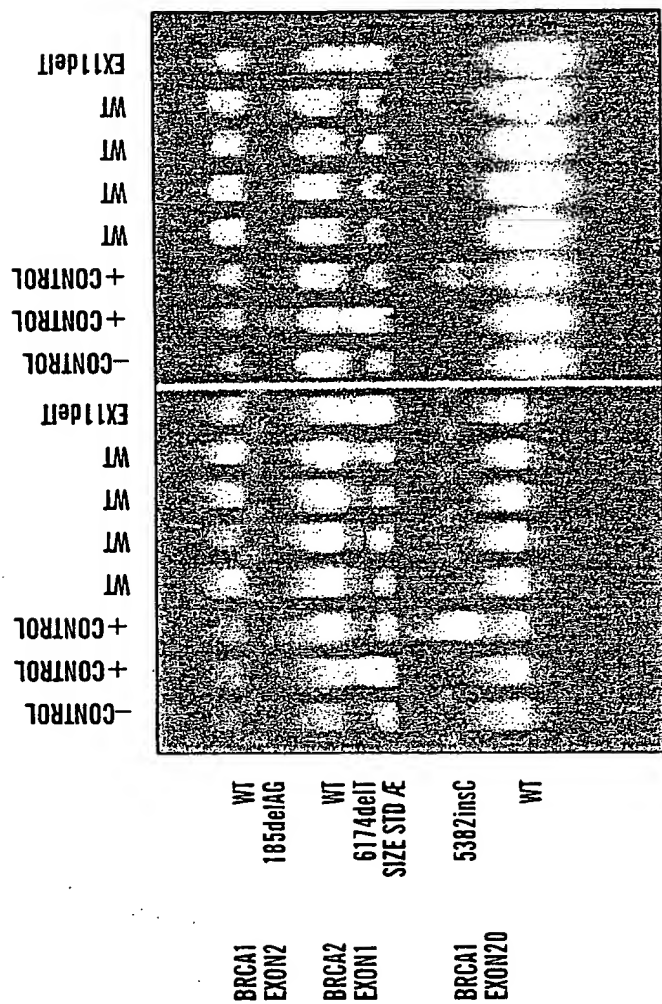 EX11delT
WT
WT
WT
WT
+CONTROL
+CONTROL
-CONTROL
EX11delT
WT
WT
WT
WT
+CONTROL
+CONTROL
-CONTROL
WT
185delAG
WT
6174delT
SIZE STD Æ
5382insC
WT
BRCA1
EXON2
BRCA2
EXON1
BRCA1
EXON20